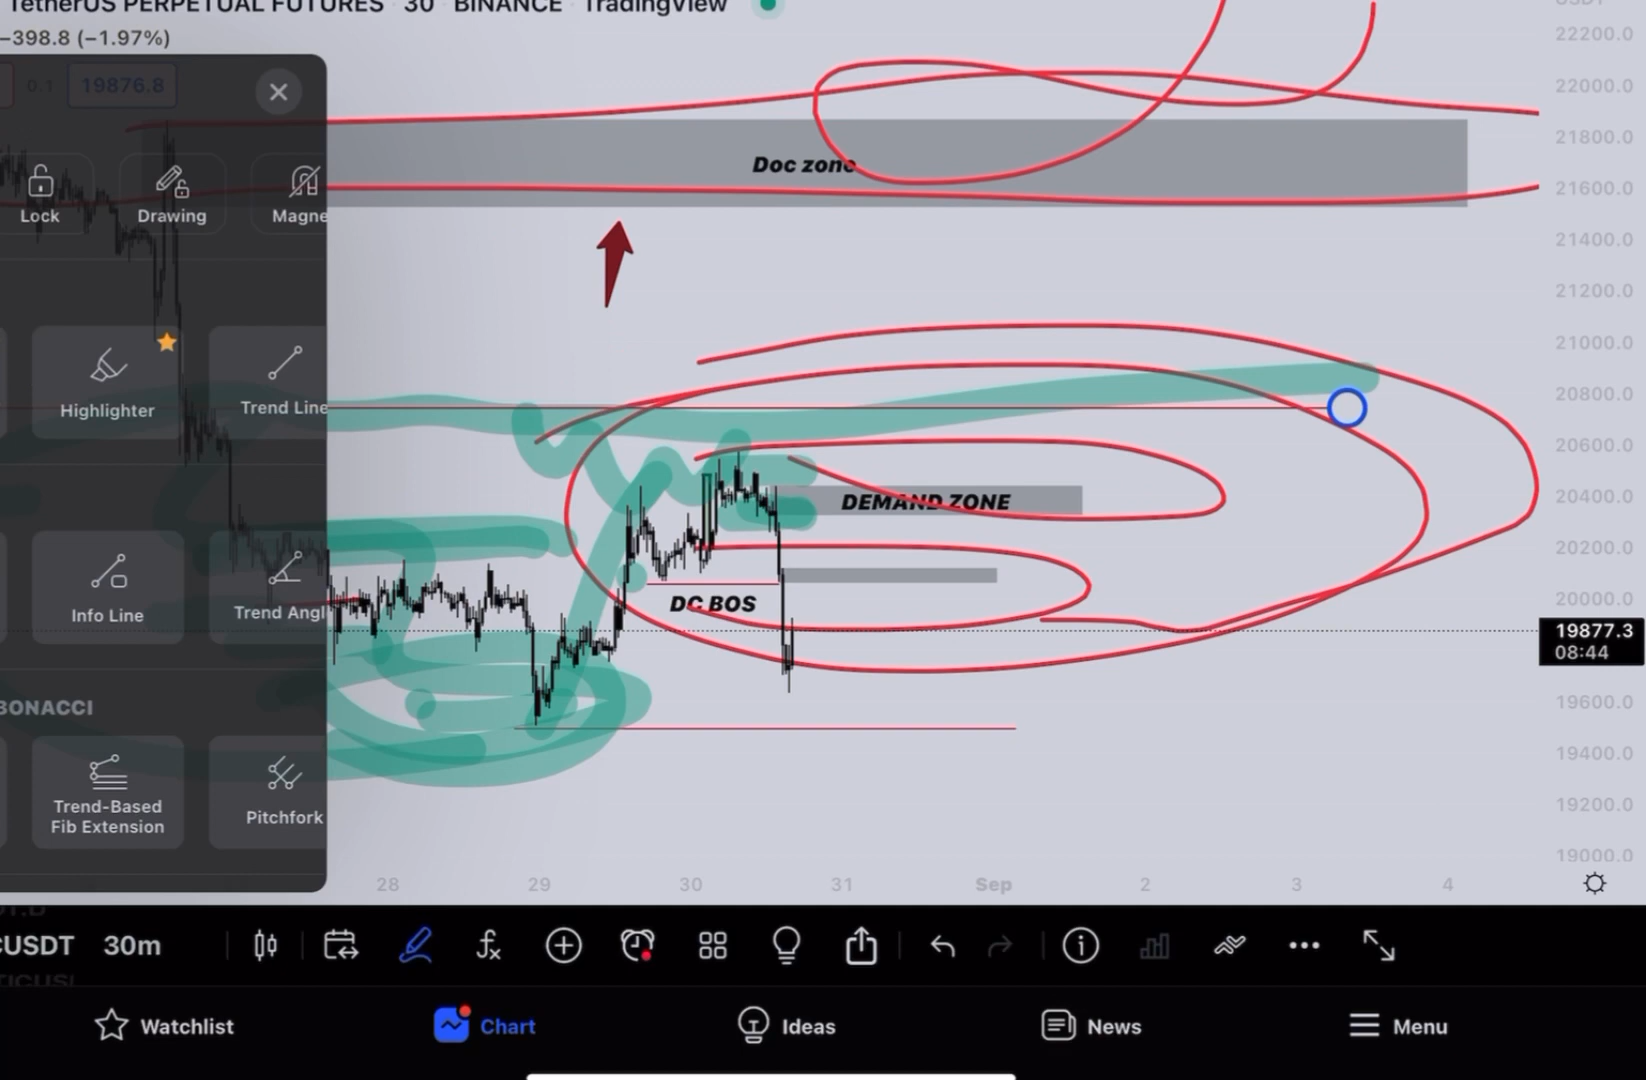 TetherUS PERPETUAL FUTURES · 30 · BINANCE · TradingView
−398.8 (−1.97%)
0.1
19876.8
Lock
Drawing
Magne
Highlighter
Trend Line
Info Line
Trend Angl
BONACCI
Trend-Based
Fib Extension
Pitchfork
Doc zone
DEMAND ZONE
DC BOS
USDT
22200.0
22000.0
21800.0
21600.0
21400.0
21200.0
21000.0
20800.0
20600.0
20400.0
20200.0
20000.0
19877.3
08:44
19600.0
19400.0
19200.0
19000.0
28
29
30
31
Sep
2
3
4
CUSDT
30m
Watchlist
Chart
Ideas
News
Menu